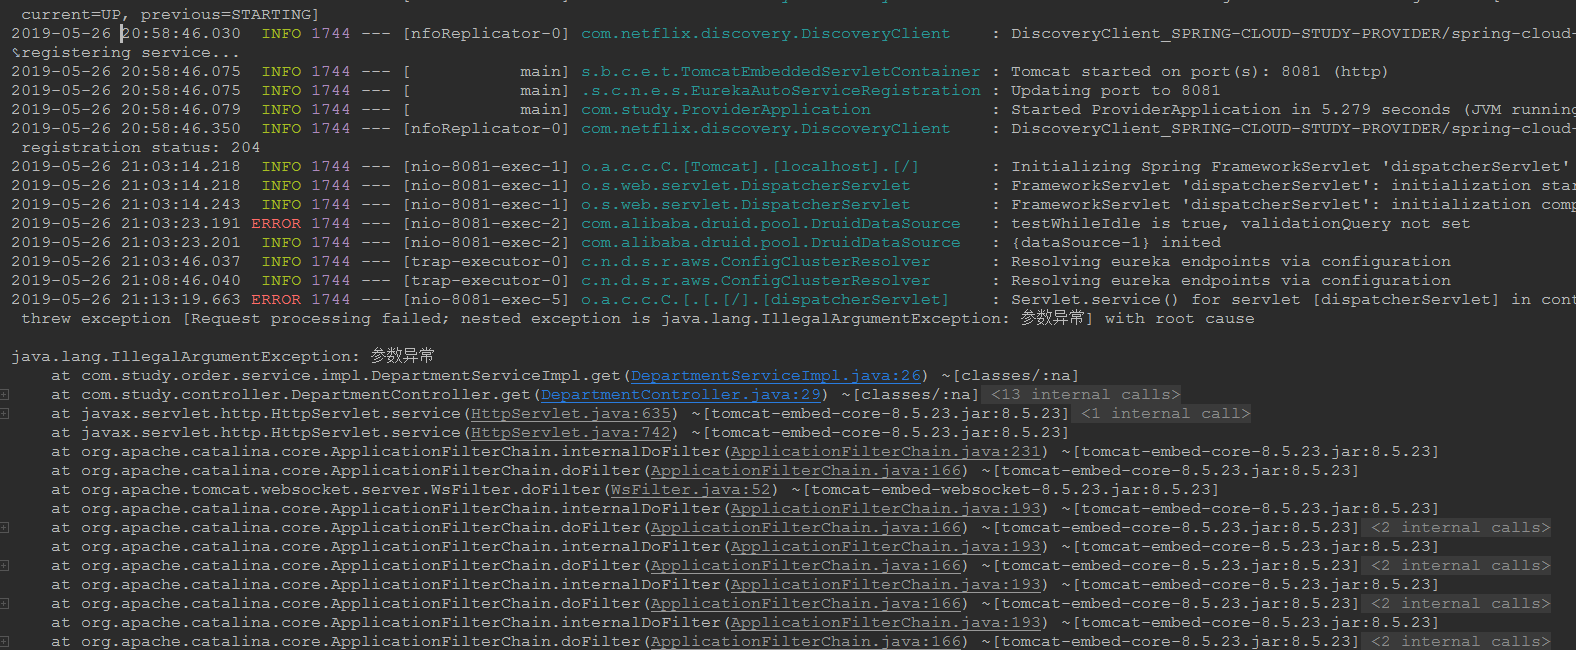 current=UP, previous=STARTING]
2019-05-26 20:58:46.030  INFO 1744 --- [nfoReplicator-0] com.netflix.discovery.DiscoveryClient    : DiscoveryClient_SPRING-CLOUD-STUDY-PROVIDER/spring-cloud-
%registering service...
2019-05-26 20:58:46.075  INFO 1744 --- [           main] s.b.c.e.t.TomcatEmbeddedServletContainer : Tomcat started on port(s): 8081 (http)
2019-05-26 20:58:46.075  INFO 1744 --- [           main] .s.c.n.e.s.EurekaAutoServiceRegistration : Updating port to 8081
2019-05-26 20:58:46.079  INFO 1744 --- [           main] com.study.ProviderApplication            : Started ProviderApplication in 5.279 seconds (JVM running
2019-05-26 20:58:46.350  INFO 1744 --- [nfoReplicator-0] com.netflix.discovery.DiscoveryClient    : DiscoveryClient_SPRING-CLOUD-STUDY-PROVIDER/spring-cloud-
registration status: 204
2019-05-26 21:03:14.218  INFO 1744 --- [nio-8081-exec-1] o.a.c.c.C.[Tomcat].[localhost].[/]       : Initializing Spring FrameworkServlet 'dispatcherServlet'
2019-05-26 21:03:14.218  INFO 1744 --- [nio-8081-exec-1] o.s.web.servlet.DispatcherServlet        : FrameworkServlet 'dispatcherServlet': initialization star
2019-05-26 21:03:14.243  INFO 1744 --- [nio-8081-exec-1] o.s.web.servlet.DispatcherServlet        : FrameworkServlet 'dispatcherServlet': initialization comp
2019-05-26 21:03:23.191 ERROR 1744 --- [nio-8081-exec-2] com.alibaba.druid.pool.DruidDataSource   : testWhileIdle is true, validationQuery not set
2019-05-26 21:03:23.201  INFO 1744 --- [nio-8081-exec-2] com.alibaba.druid.pool.DruidDataSource   : {dataSource-1} inited
2019-05-26 21:03:46.037  INFO 1744 --- [trap-executor-0] c.n.d.s.r.aws.ConfigClusterResolver      : Resolving eureka endpoints via configuration
2019-05-26 21:08:46.040  INFO 1744 --- [trap-executor-0] c.n.d.s.r.aws.ConfigClusterResolver      : Resolving eureka endpoints via configuration
2019-05-26 21:13:19.663 ERROR 1744 --- [nio-8081-exec-5] o.a.c.c.C.[.[.[/].[dispatcherServlet]    : Servlet.service() for servlet [dispatcherServlet] in cont
threw exception [Request processing failed; nested exception is java.lang.IllegalArgumentException: 参数异常] with root cause
java.lang.IllegalArgumentException: 参数异常
at com.study.order.service.impl.DepartmentServiceImpl.get(DepartmentServiceImpl.java:26) ~[classes/:na]
at com.study.controller.DepartmentController.get(DepartmentController.java:29) ~[classes/:na] <13 internal calls>
at javax.servlet.http.HttpServlet.service(HttpServlet.java:635) ~[tomcat-embed-core-8.5.23.jar:8.5.23] <1 internal call>
at javax.servlet.http.HttpServlet.service(HttpServlet.java:742) ~[tomcat-embed-core-8.5.23.jar:8.5.23]
at org.apache.catalina.core.ApplicationFilterChain.internalDoFilter(ApplicationFilterChain.java:231) ~[tomcat-embed-core-8.5.23.jar:8.5.23]
at org.apache.catalina.core.ApplicationFilterChain.doFilter(ApplicationFilterChain.java:166) ~[tomcat-embed-core-8.5.23.jar:8.5.23]
at org.apache.tomcat.websocket.server.WsFilter.doFilter(WsFilter.java:52) ~[tomcat-embed-websocket-8.5.23.jar:8.5.23]
at org.apache.catalina.core.ApplicationFilterChain.internalDoFilter(ApplicationFilterChain.java:193) ~[tomcat-embed-core-8.5.23.jar:8.5.23]
at org.apache.catalina.core.ApplicationFilterChain.doFilter(ApplicationFilterChain.java:166) ~[tomcat-embed-core-8.5.23.jar:8.5.23] <2 internal calls>
at org.apache.catalina.core.ApplicationFilterChain.internalDoFilter(ApplicationFilterChain.java:193) ~[tomcat-embed-core-8.5.23.jar:8.5.23]
at org.apache.catalina.core.ApplicationFilterChain.doFilter(ApplicationFilterChain.java:166) ~[tomcat-embed-core-8.5.23.jar:8.5.23] <2 internal calls>
at org.apache.catalina.core.ApplicationFilterChain.internalDoFilter(ApplicationFilterChain.java:193) ~[tomcat-embed-core-8.5.23.jar:8.5.23]
at org.apache.catalina.core.ApplicationFilterChain.doFilter(ApplicationFilterChain.java:166) ~[tomcat-embed-core-8.5.23.jar:8.5.23] <2 internal calls>
at org.apache.catalina.core.ApplicationFilterChain.internalDoFilter(ApplicationFilterChain.java:193) ~[tomcat-embed-core-8.5.23.jar:8.5.23]
at org.apache.catalina.core.ApplicationFilterChain.doFilter(ApplicationFilterChain.java:166) ~[tomcat-embed-core-8.5.23.jar:8.5.23] <2 internal calls>